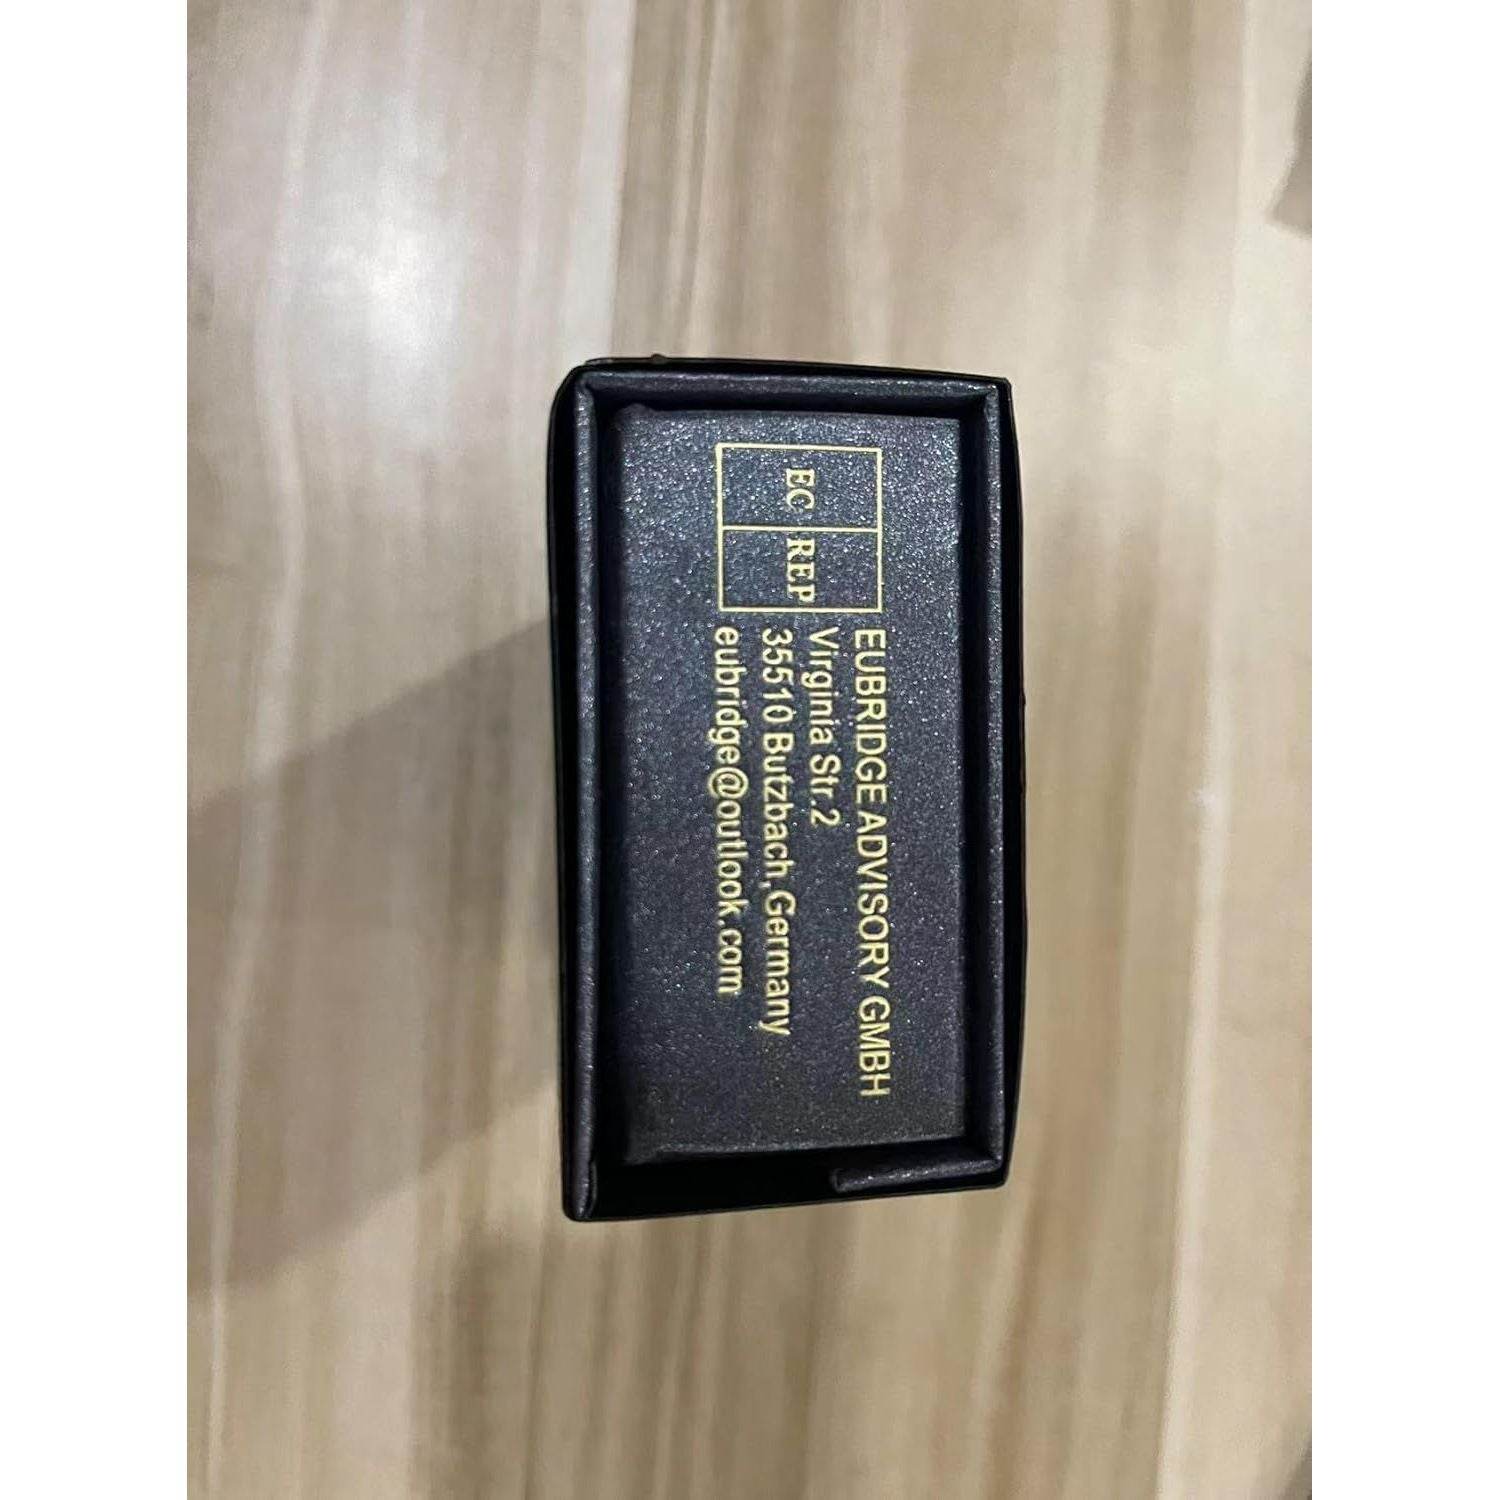 EC REP
EUBRIDGE ADVISORY GMBH
Virginia Str.2
35510 Butzbach,Germany
eubridge@outlook.com